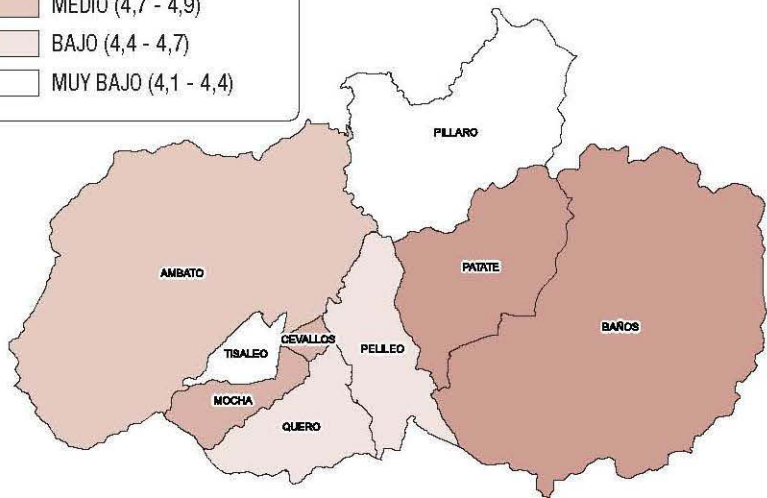 MEDIO (4,7 - 4,9)
BAJO (4,4 - 4,7)
MUY BAJO (4,1 - 4,4)
PILLARO
AMBATO
PATATE
BAÑOS
TISALEO
CEVALLOS
PELILEO
MOCHA
QUERO